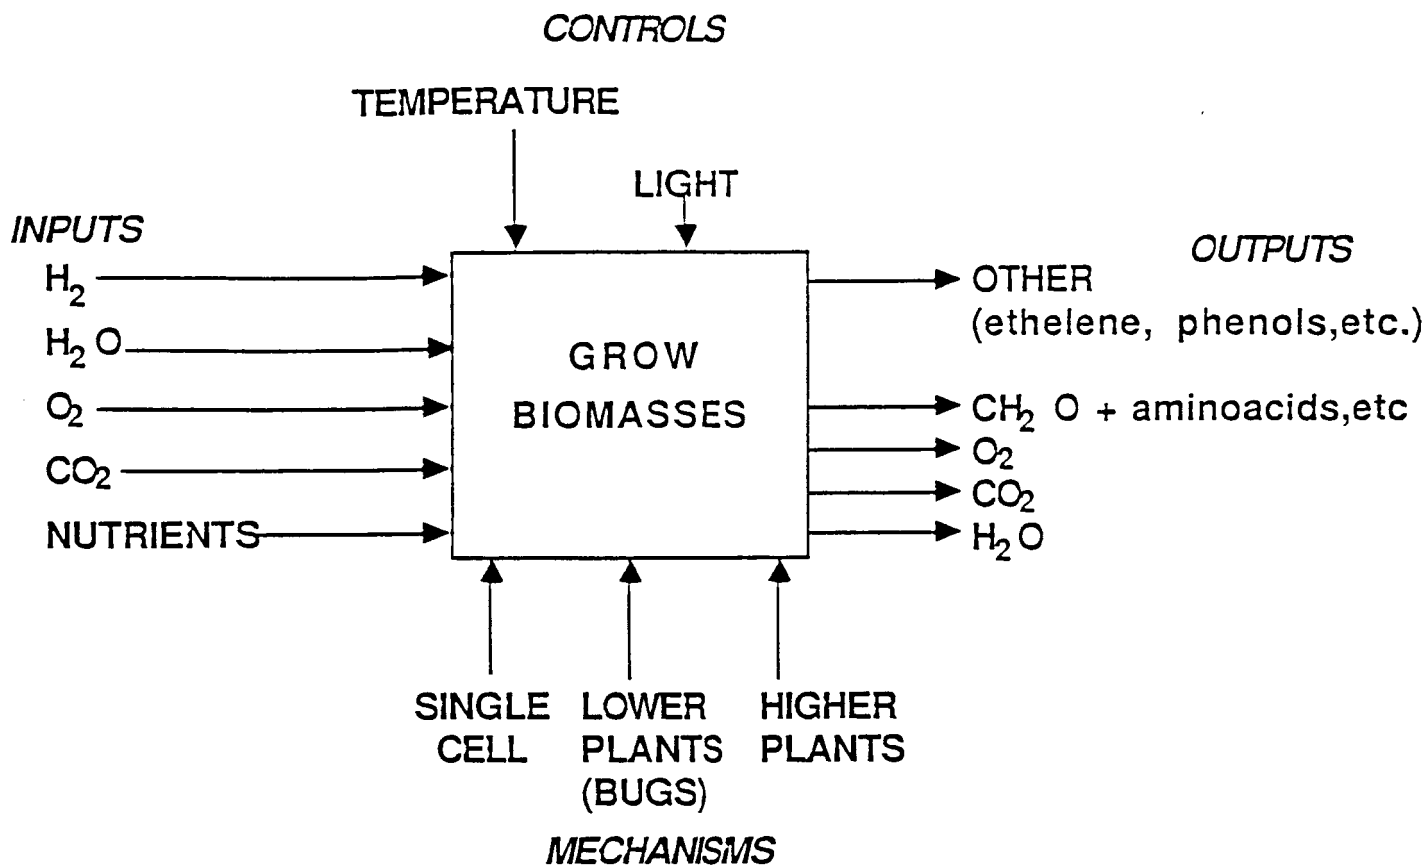 CONTROLS
TEMPERATURE
LIGHT
INPUTS
OUTPUTS
H₂
OTHER
(ethelene, phenols,etc.)
H₂ O
GROW
BIOMASSES
O₂
CH₂ O + aminoacids,etc
O₂
CO₂
CO₂
NUTRIENTS
H₂ O
SINGLE
CELL
LOWER
PLANTS
(BUGS)
HIGHER
PLANTS
MECHANISMS